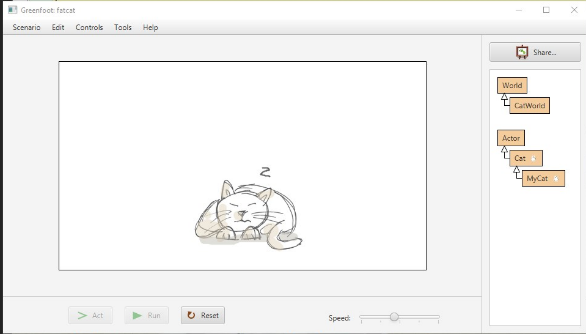 Greenfoot: fatcat
Scenario Edit Controls Tools Help
Share...
World
CatWorld
Actor
Cat
MyCat
z
Act Run Reset Speed: